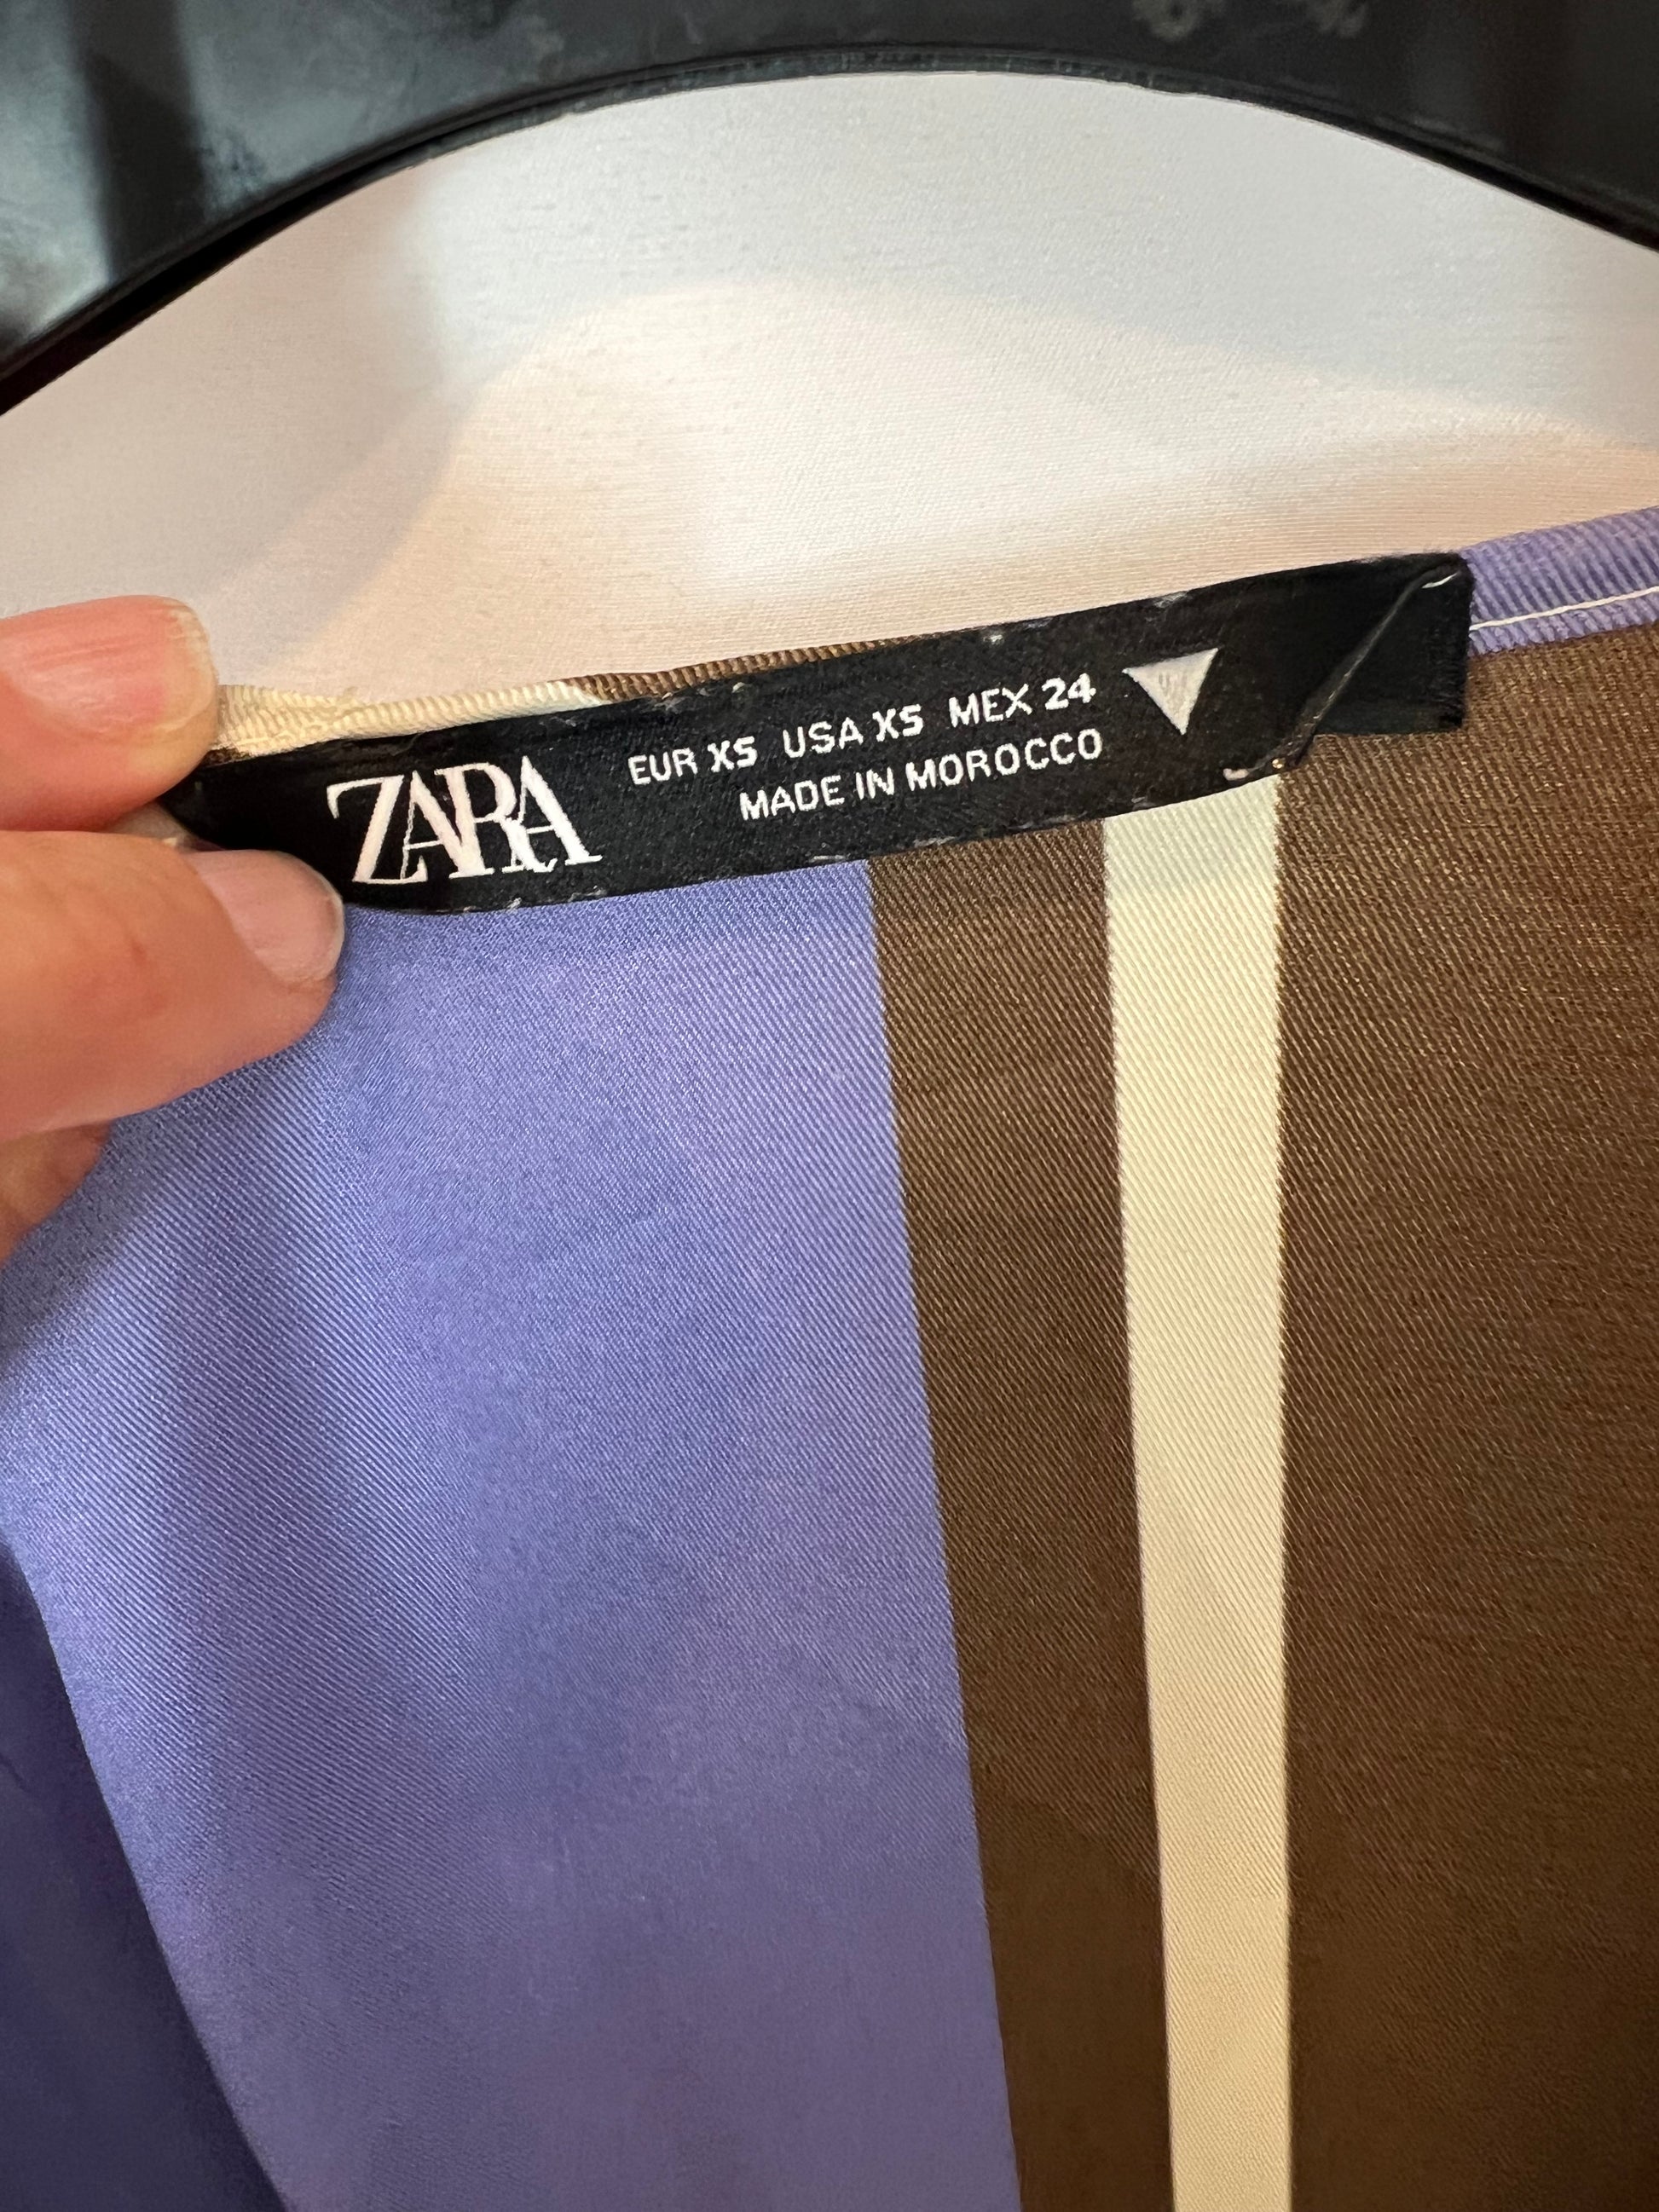 ZARA
EUR XS USA XS MEX 24
MADE IN MOROCCO